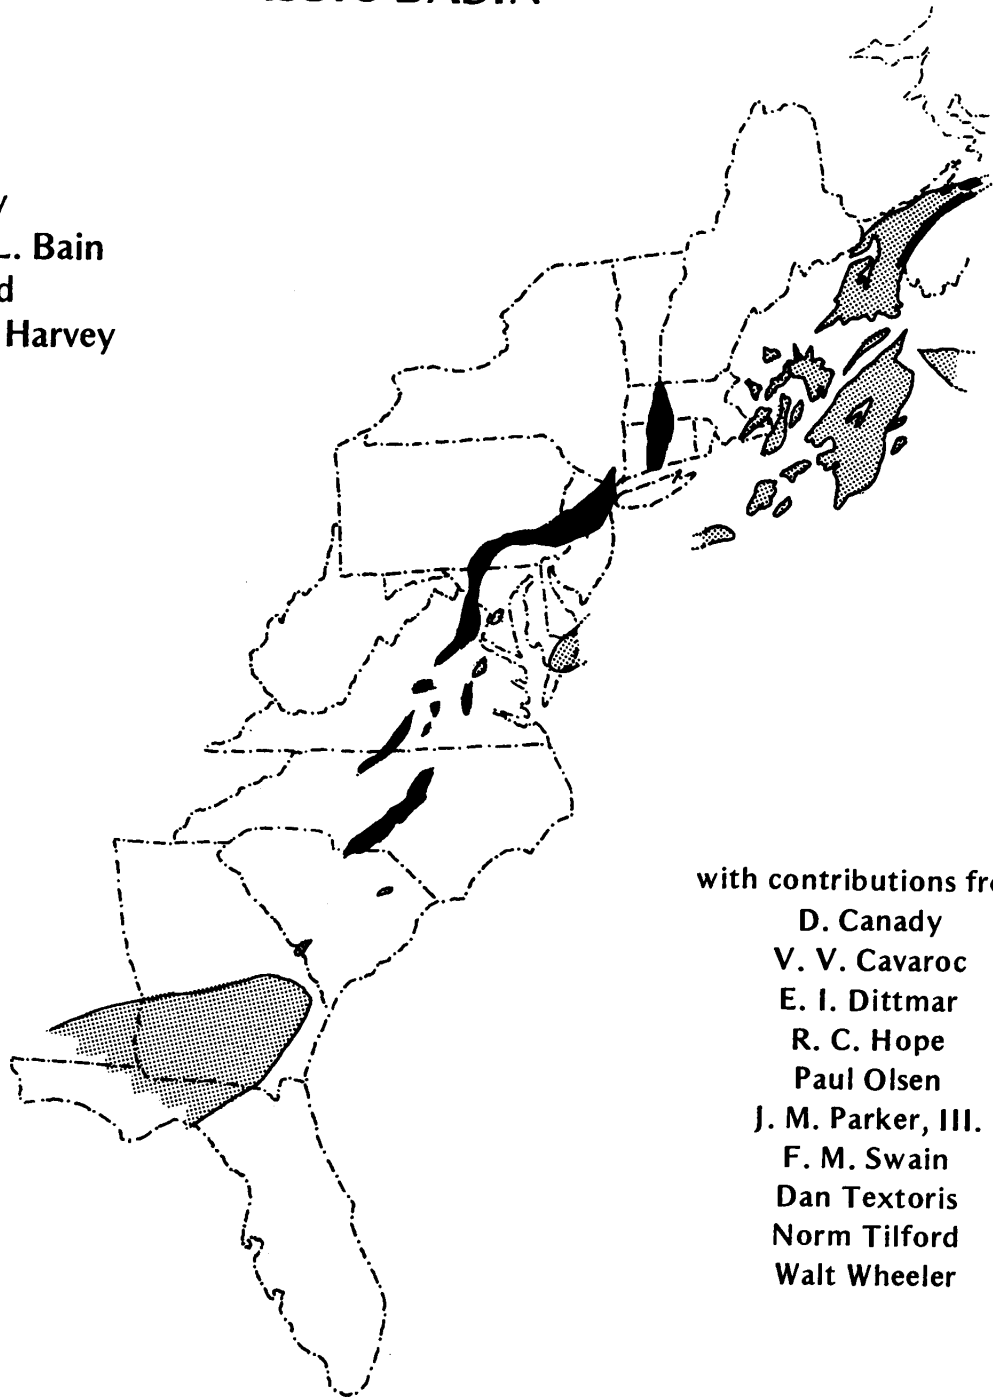 BASIN
L. Bain
Harvey
with contributions
D. Canady
V. V. Cavaroc
E. I. Dittmar
R. C. Hope
Paul Olsen
J. M. Parker, III.
F. M. Swain
Dan Textoris
Norm Tilford
Walt Wheeler